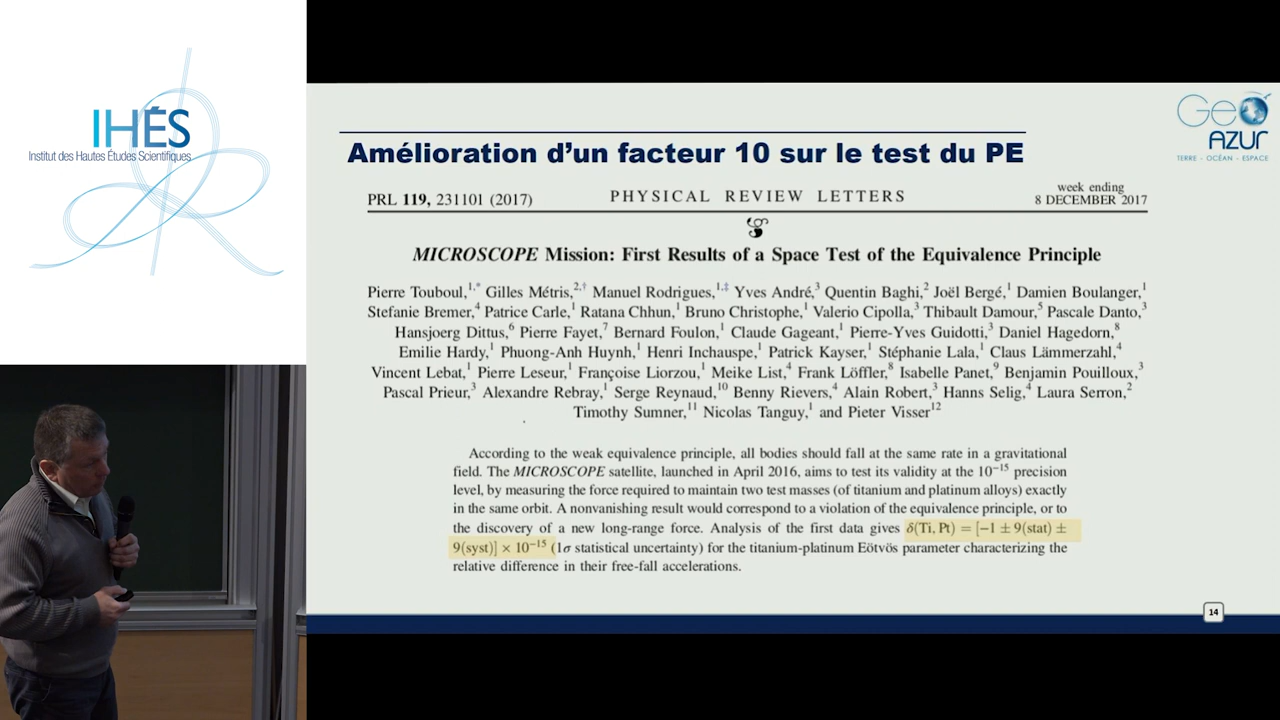 IHÉS
Institut des Hautes Études Scientifiques
Geo
AZUR
TERRE - OCÉAN - ESPACE
Amélioration d'un facteur 10 sur le test du PE
PRL 119, 231101 (2017) PHYSICAL REVIEW LETTERS week ending 8 DECEMBER 2017
MICROSCOPE Mission: First Results of a Space Test of the Equivalence Principle
Pierre Touboul,1,* Gilles Métris,2,† Manuel Rodrigues,1,‡ Yves André,3 Quentin Baghi,2 Joël Bergé,1 Damien Boulanger,1
Stefanie Bremer,4 Patrice Carle,1 Ratana Chhun,1 Bruno Christophe,1 Valerio Cipolla,3 Thibault Damour,5 Pascale Danto,3
Hansjoerg Dittus,6 Pierre Fayet,7 Bernard Foulon,1 Claude Gageant,1 Pierre-Yves Guidotti,3 Daniel Hagedorn,8
Emilie Hardy,1 Phuong-Anh Huynh,1 Henri Inchauspe,1 Patrick Kayser,1 Stéphanie Lala,1 Claus Lämmerzahl,4
Vincent Lebat,1 Pierre Leseur,1 Françoise Liorzou,1 Meike List,4 Frank Löffler,8 Isabelle Panet,9 Benjamin Pouilloux,3
Pascal Prieur,3 Alexandre Rebray,1 Serge Reynaud,10 Benny Rievers,4 Alain Robert,3 Hanns Selig,4 Laura Serron,2
Timothy Sumner,11 Nicolas Tanguy,1 and Pieter Visser12
According to the weak equivalence principle, all bodies should fall at the same rate in a gravitational
field. The MICROSCOPE satellite, launched in April 2016, aims to test its validity at the 10−15 precision
level, by measuring the force required to maintain two test masses (of titanium and platinum alloys) exactly
in the same orbit. A nonvanishing result would correspond to a violation of the equivalence principle, or to
the discovery of a new long-range force. Analysis of the first data gives δ(Ti, Pt) = [−1 ± 9(stat) ±
9(syst)] × 10−15 (1σ statistical uncertainty) for the titanium-platinum Eötvös parameter characterizing the
relative difference in their free-fall accelerations.
14